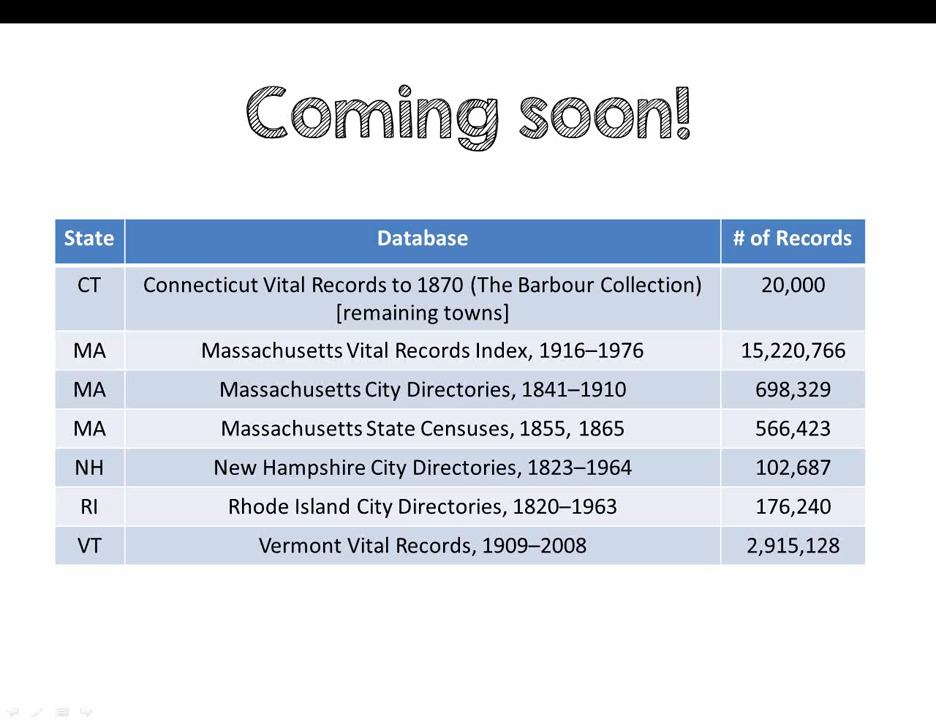 Coming soon!
State Database # of Records
CT Connecticut Vital Records to 1870 (The Barbour Collection) 20,000
[remaining towns]
MA Massachusetts Vital Records Index, 1916–1976 15,220,766
MA Massachusetts City Directories, 1841–1910 698,329
MA Massachusetts State Censuses, 1855, 1865 566,423
NH New Hampshire City Directories, 1823–1964 102,687
RI Rhode Island City Directories, 1820–1963 176,240
VT Vermont Vital Records, 1909–2008 2,915,128